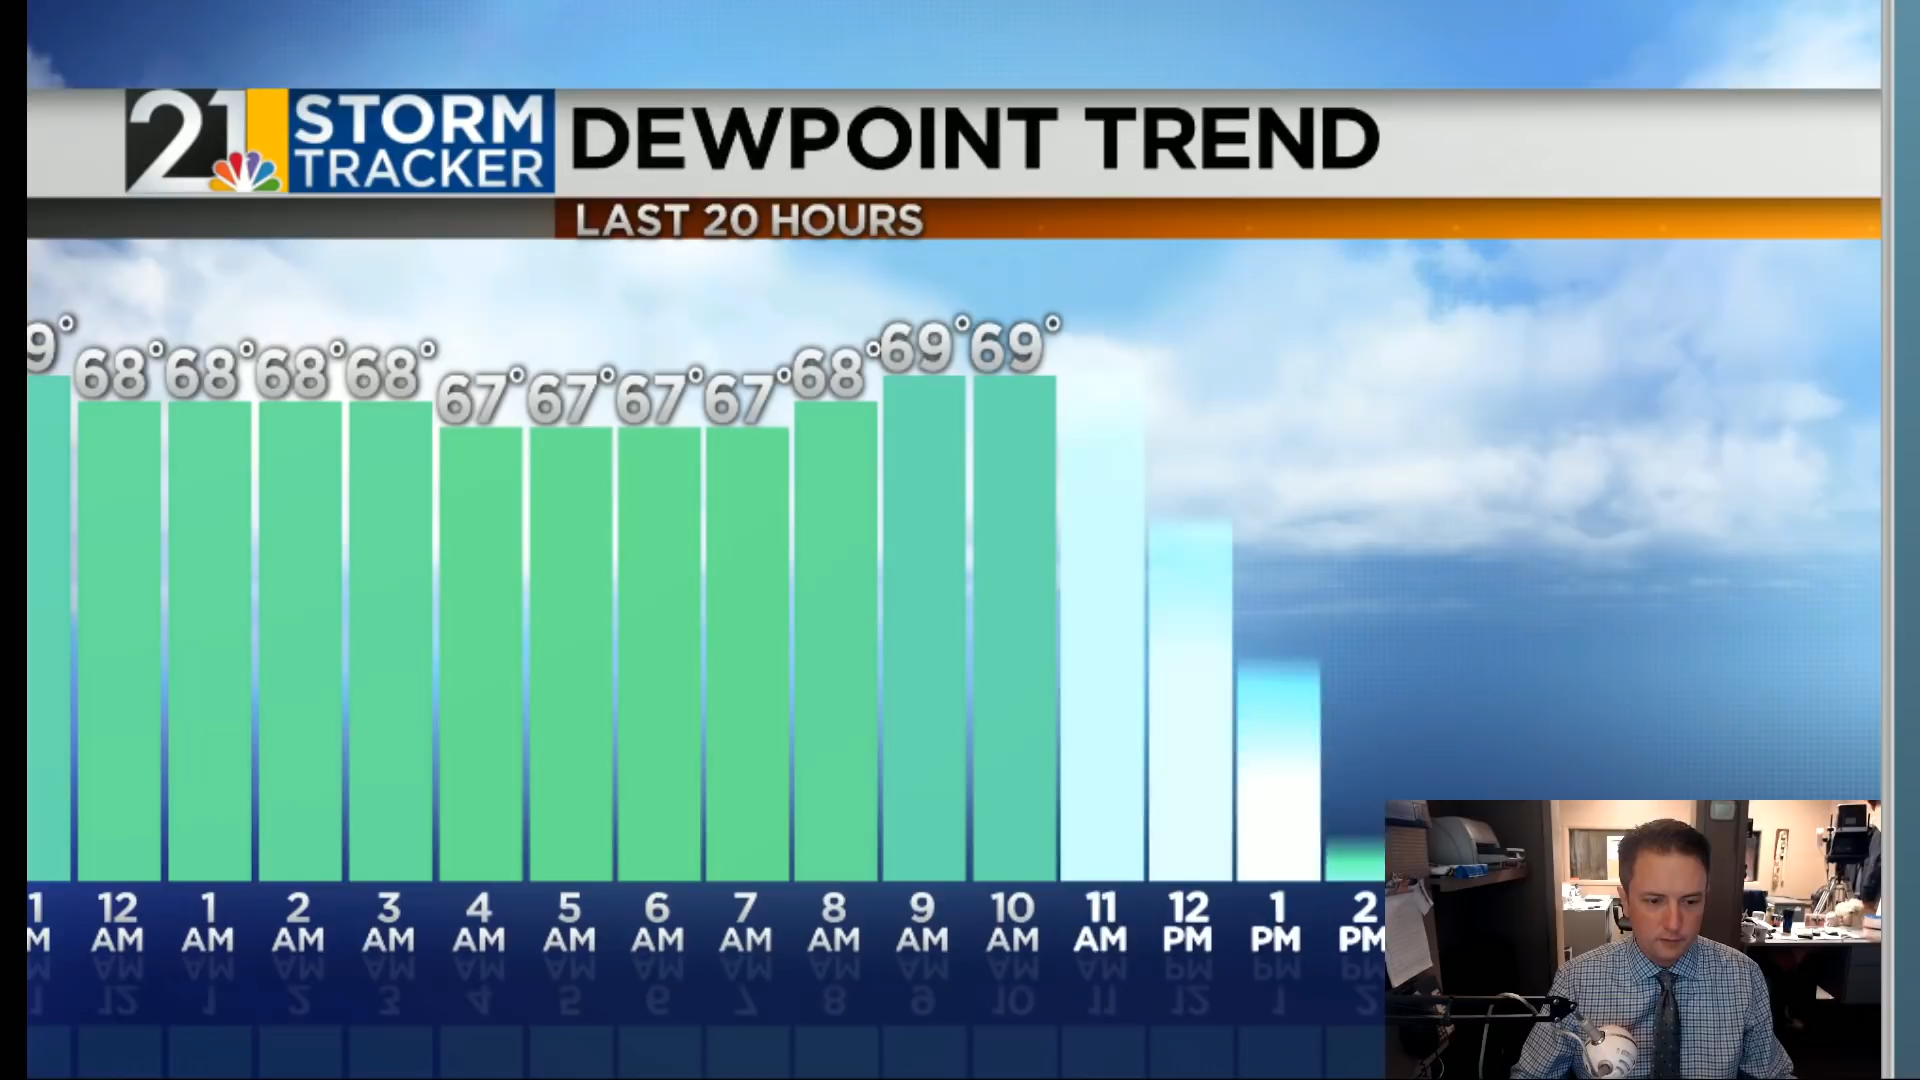 21 STORM TRACKER
DEWPOINT TREND
LAST 20 HOURS
9° 68° 68° 68° 68° 67° 67° 67° 67° 68° 69° 69°
1 12 1 2 3 4 5 6 7 8 9 10 11 12 1 2
M AM AM AM AM AM AM AM AM AM AM AM AM PM PM PM